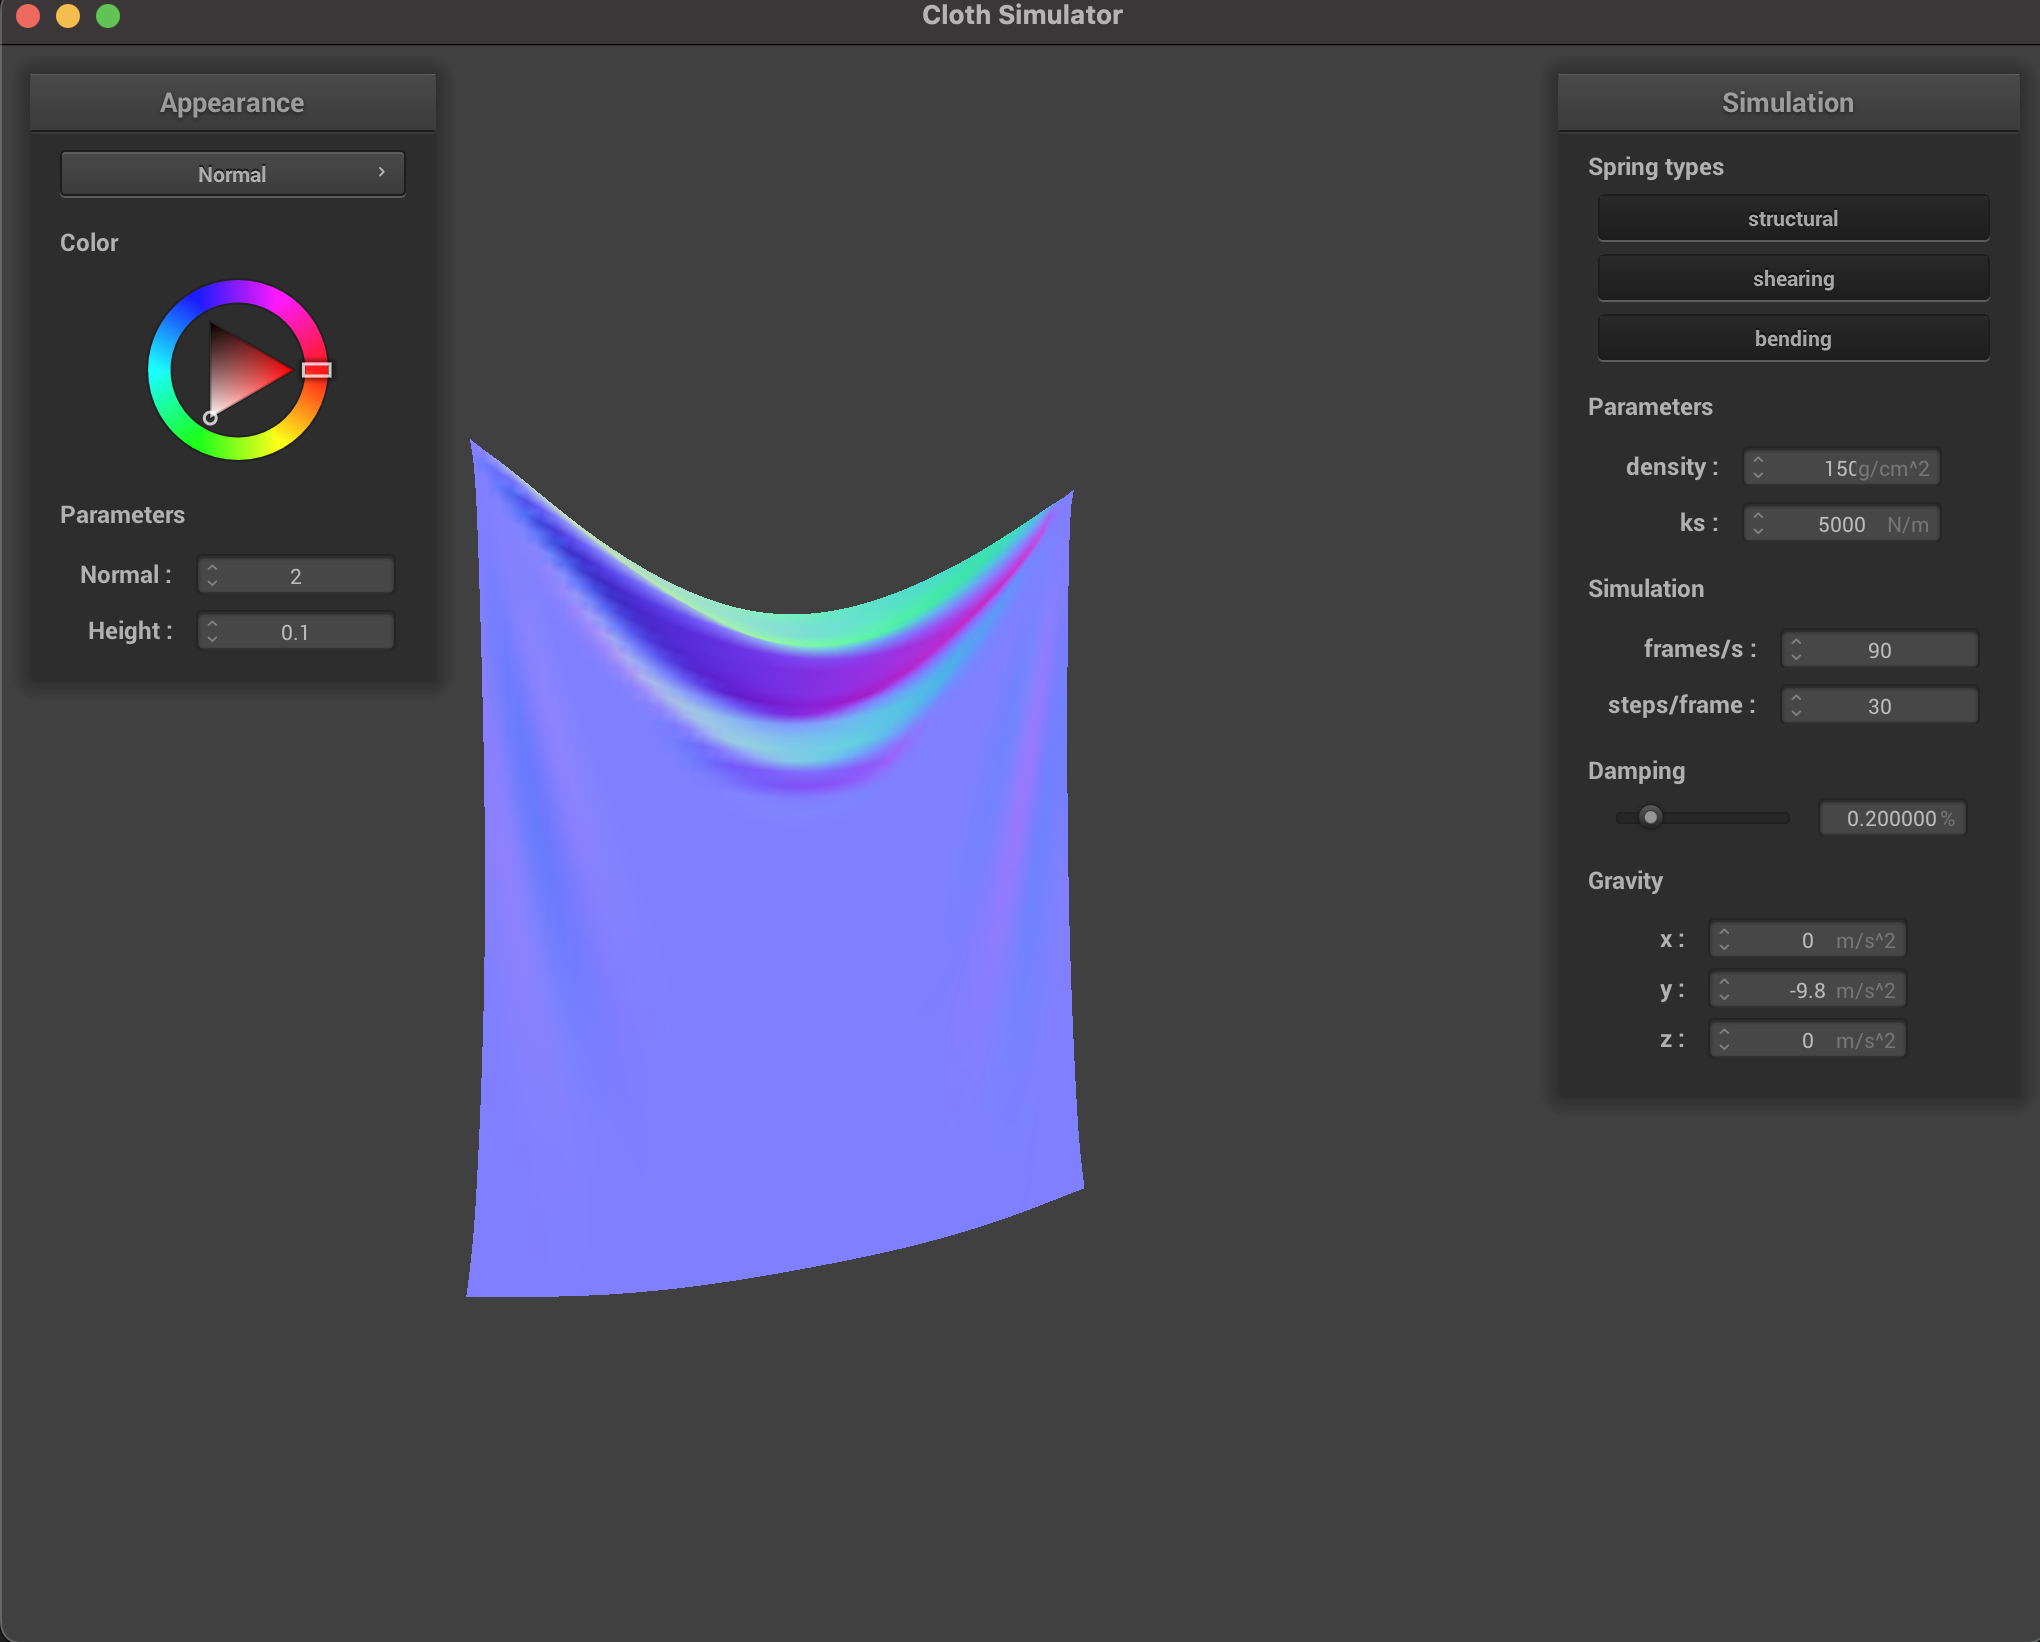 Cloth Simulator
Appearance
Normal
Color
Parameters
Normal : 2
Height : 0.1
Simulation
Spring types
structural
shearing
bending
Parameters
density : 150 g/cm^2
ks : 5000 N/m
Simulation
frames/s : 90
steps/frame : 30
Damping
0.200000 %
Gravity
x : 0 m/s^2
y : -9.8 m/s^2
z : 0 m/s^2